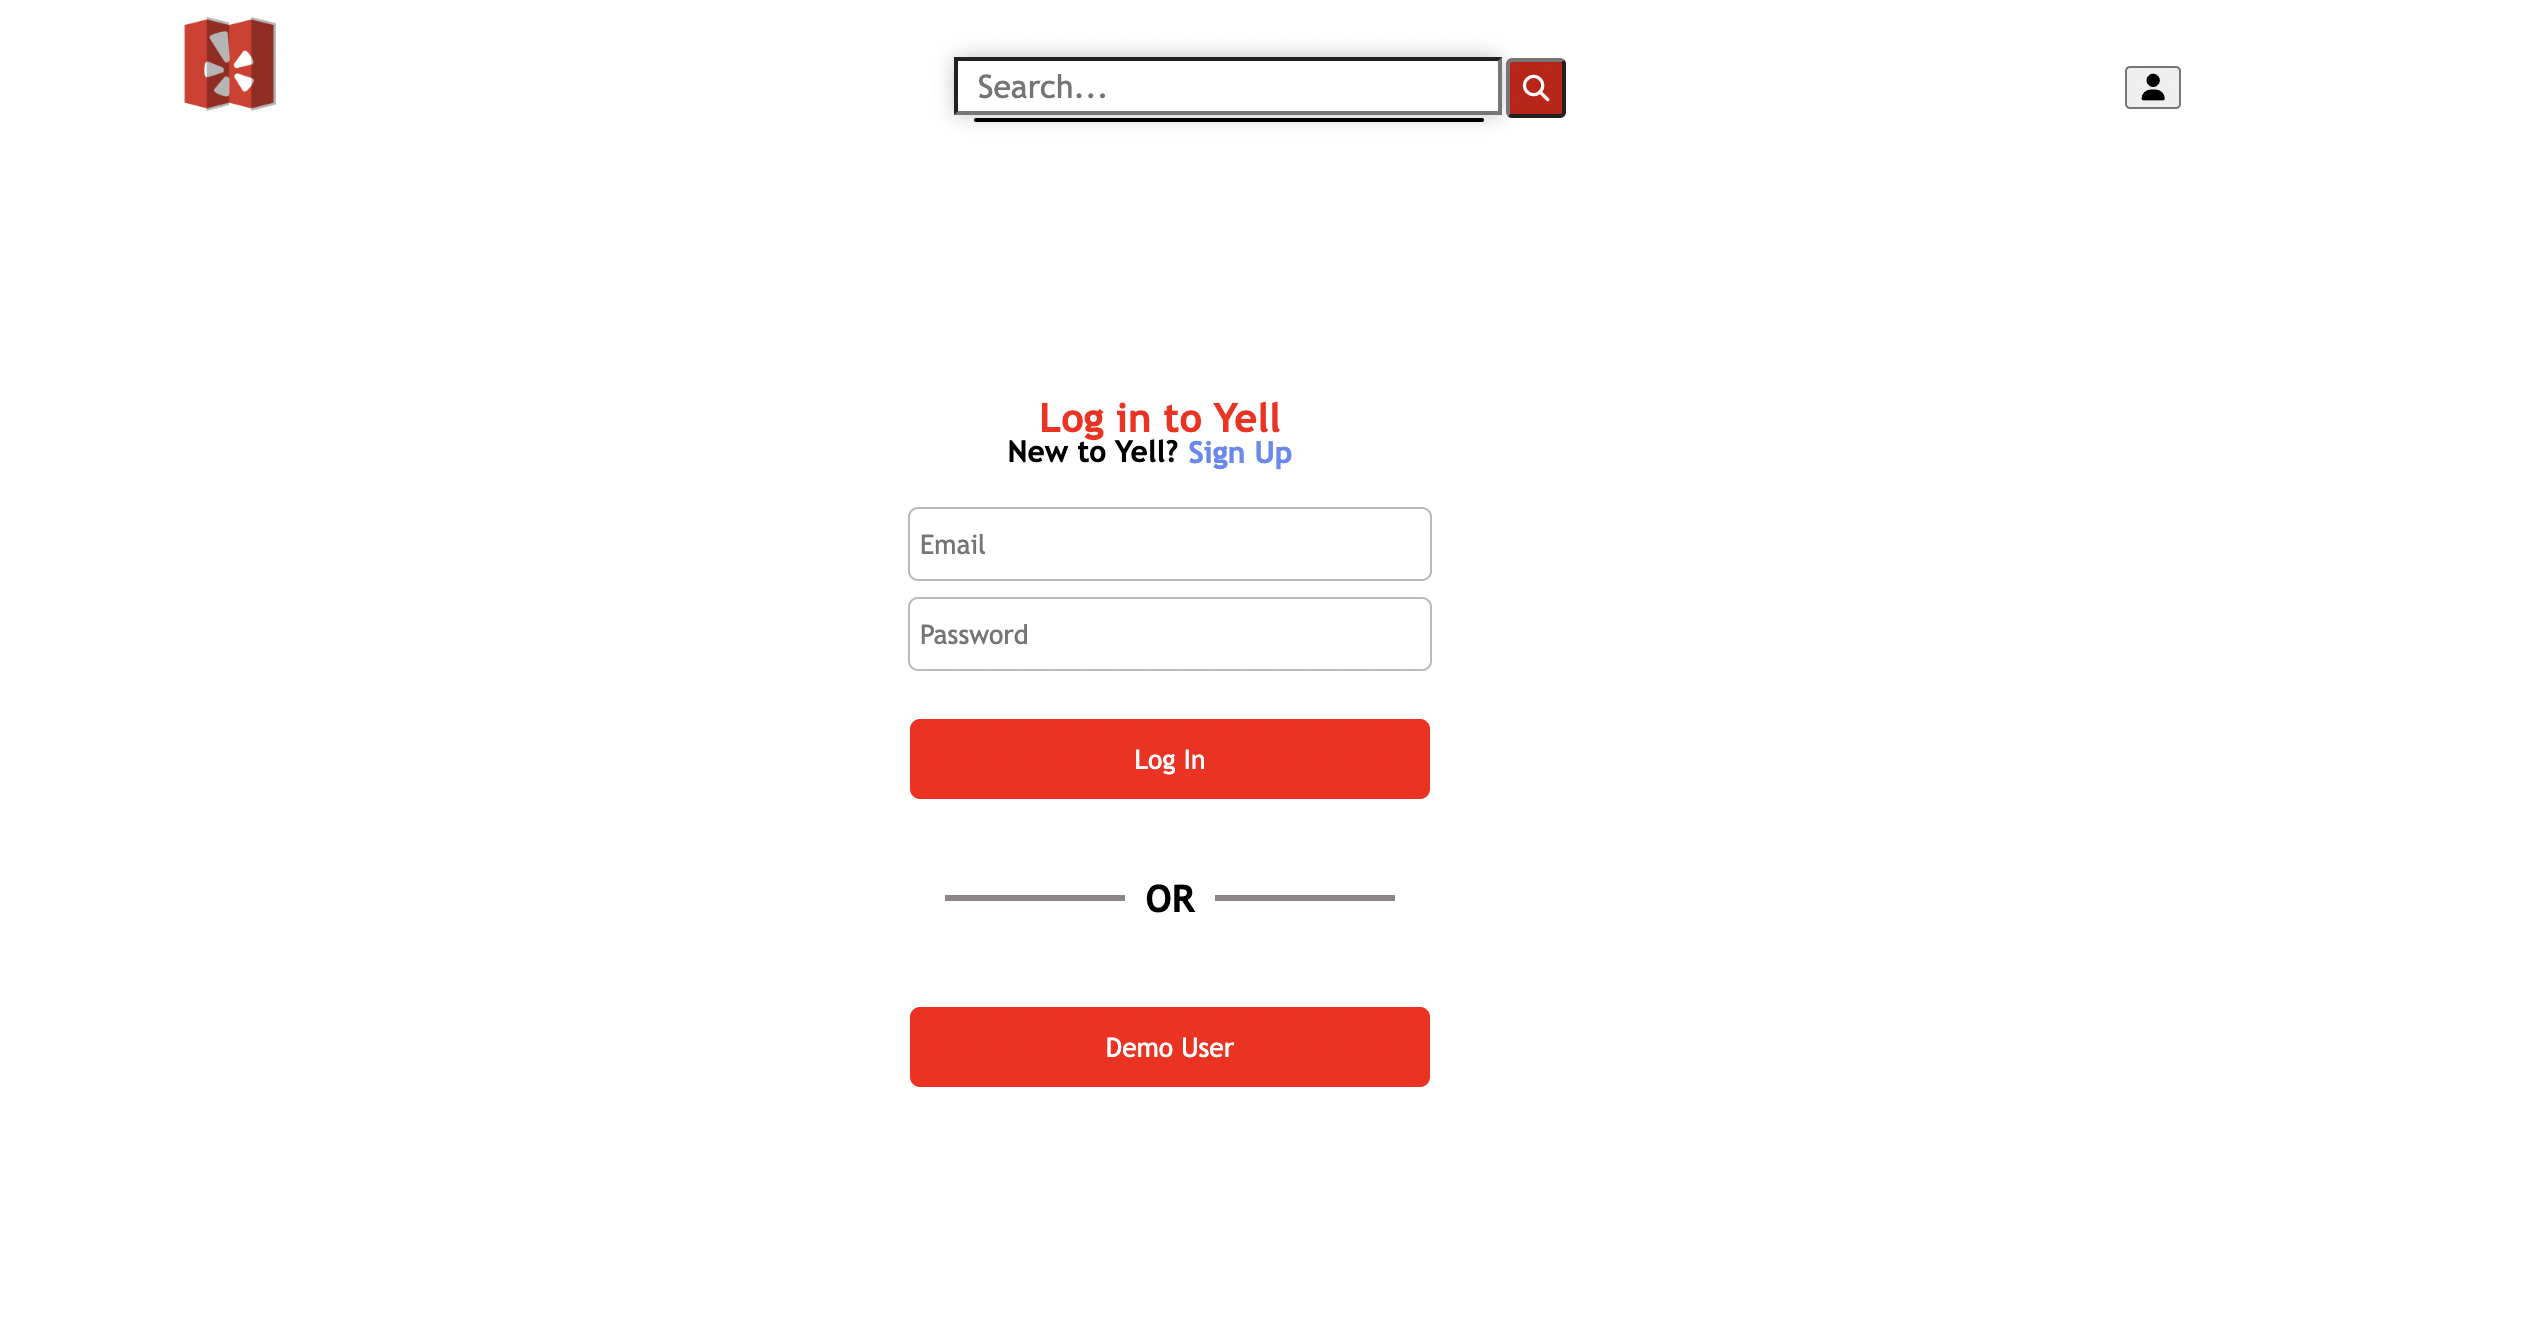 Search...
Log in to Yell
New to Yell? Sign Up
Email
Password
Log In
OR
Demo User